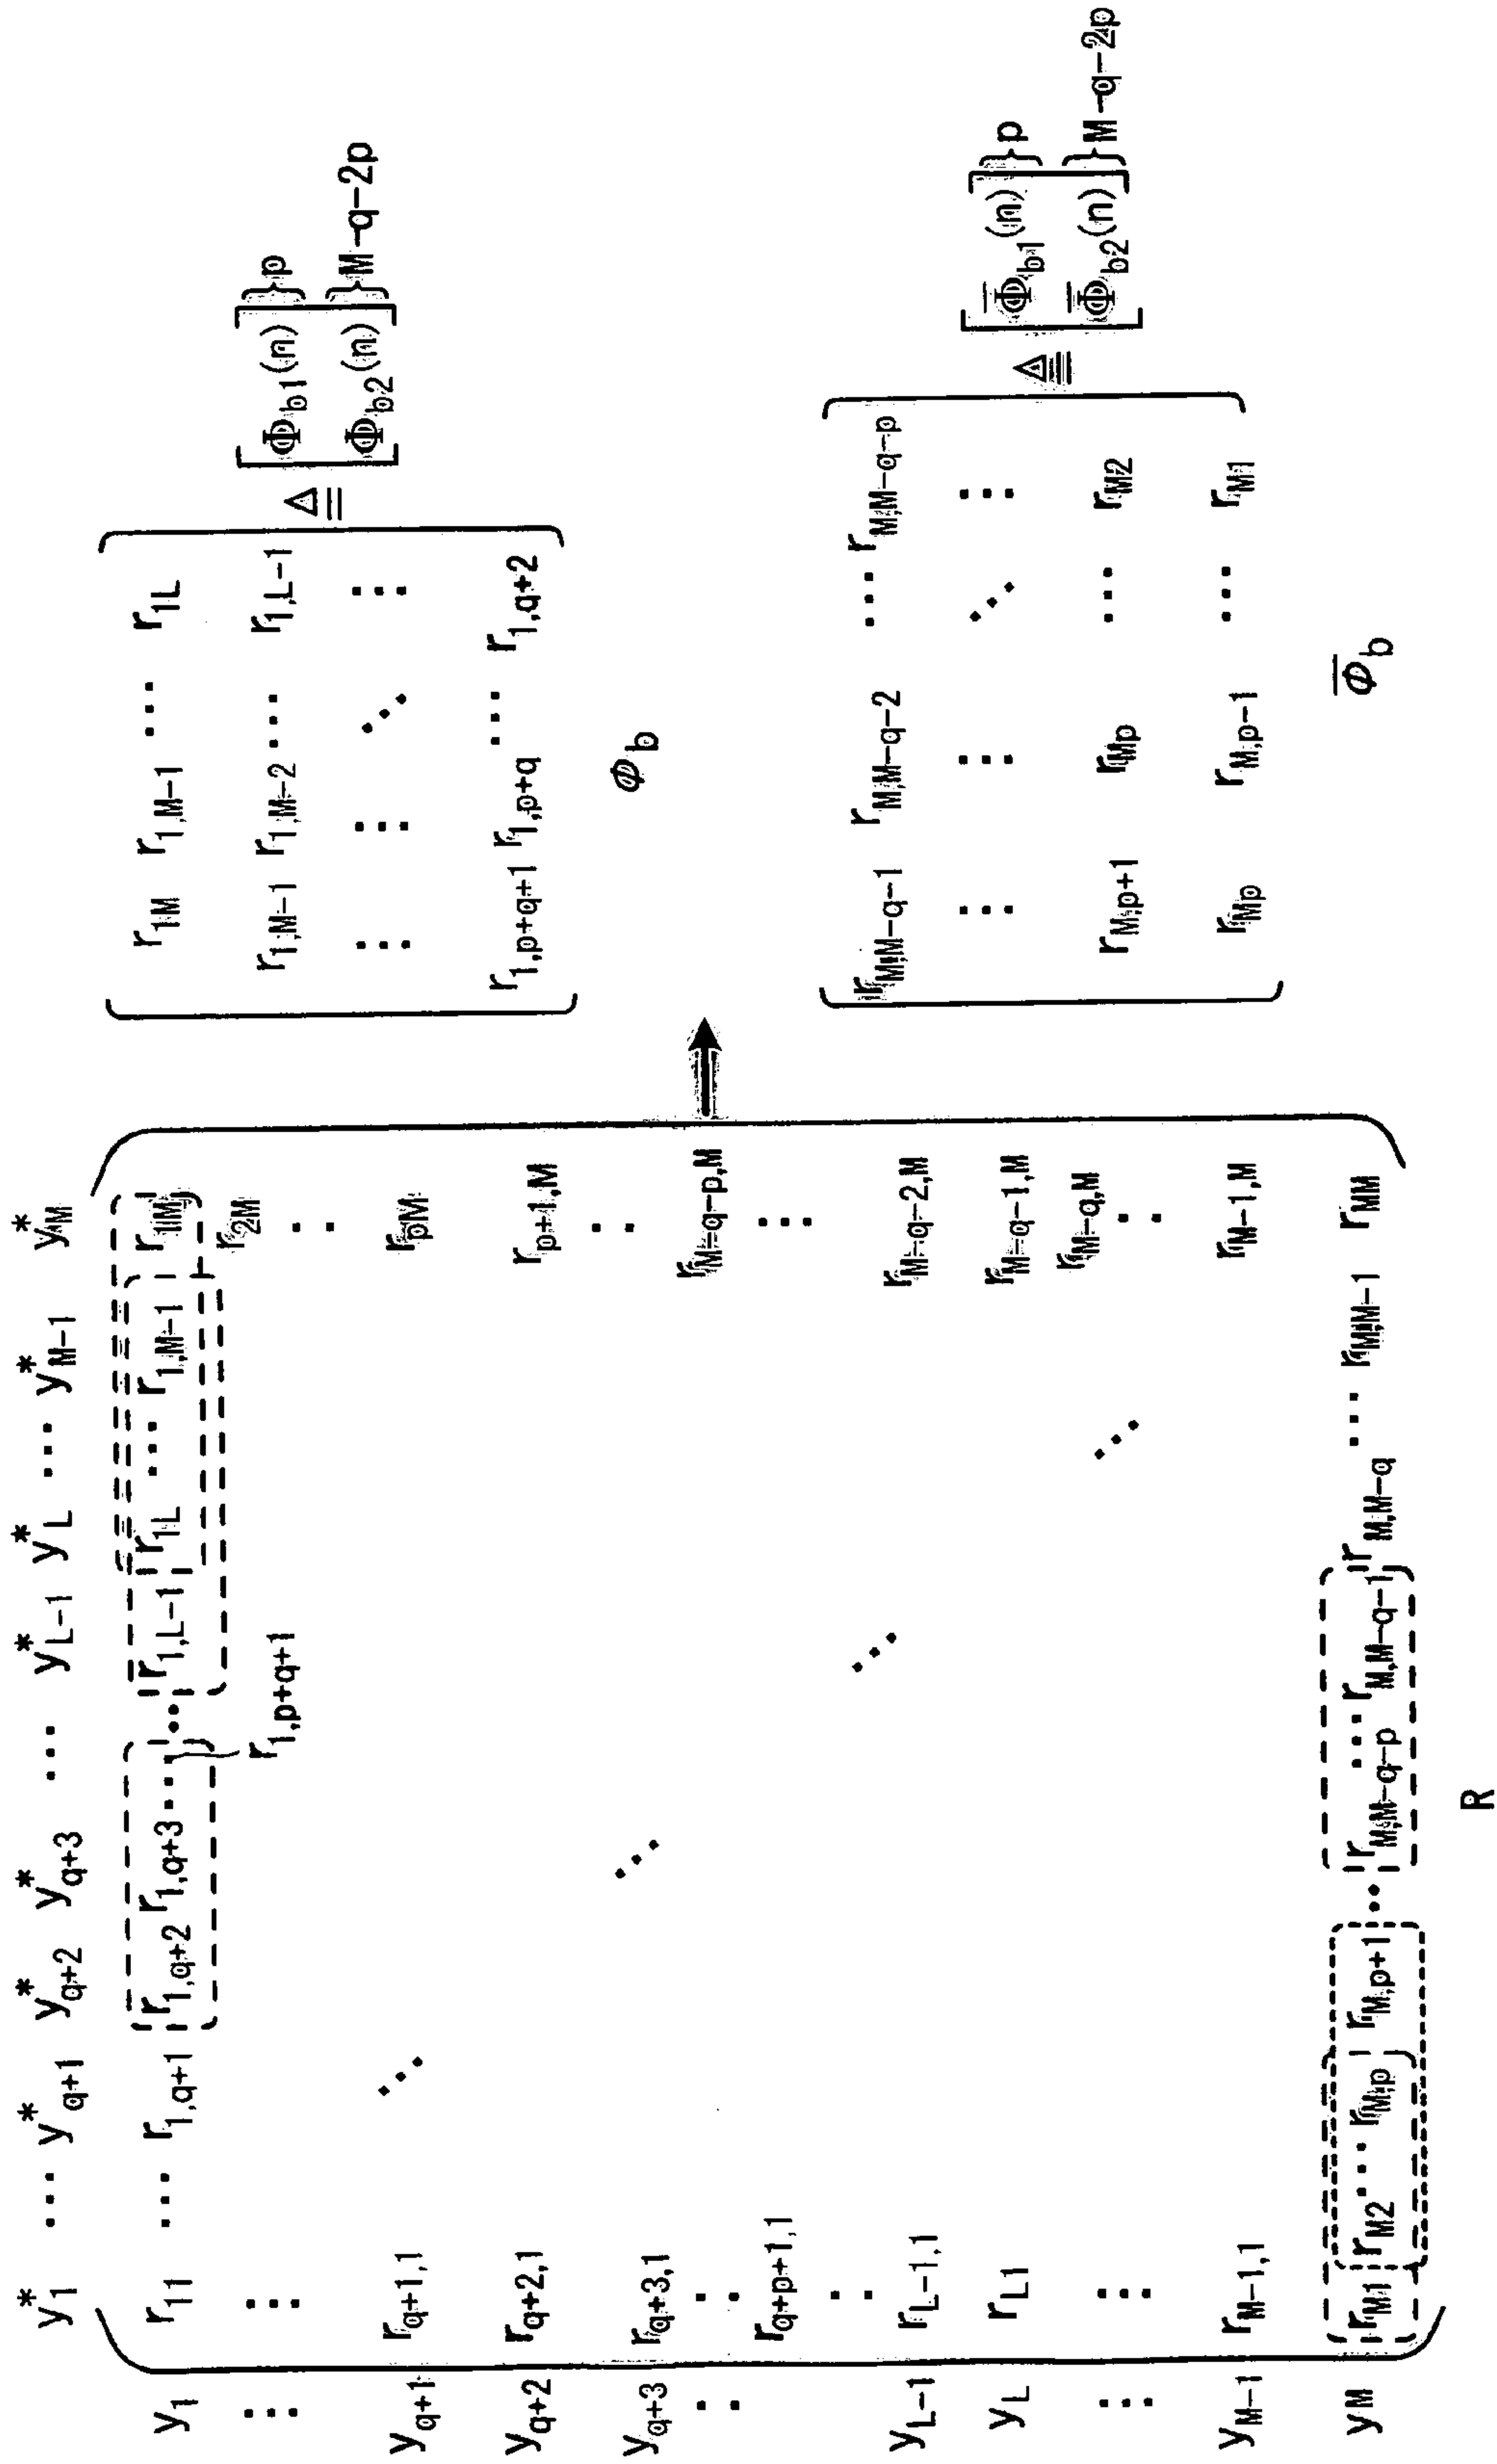 y*1 ⋯ y*q+1 y*q+2 y*q+3 ⋯ y*L-1 y*L ⋯ y*M-1 y*M
y1 r11 ⋯ r1,q+1 r1,q+2 r1,q+3 ⋯ ⋯ r1,L-1 r1L ⋯ r1,M-1 r1M
⋮ ⋮ r2M
r1,p+q+1
⋮
yq+1 rq+1,1 ⋱ rpM
yq+2 rq+2,1 rp+1,M
yq+3 rq+3,1 ⋱ ⋮
⋮ ⋮ rM-q-p,M
rq+p+1,1 ⋮
⋮
yL-1 rL-1,1 ⋱ rM-q-2,M
yL rL1 rM-q-1,M
⋮ ⋮ ⋱ rM-q,M
⋮
yM-1 rM-1,1 rM-1,M
yM rM1 rM2 ⋯ rM,p rM,p+1 ⋯ rM,M-q-p ⋯ rM,M-q-1 rM,M-q ⋯ rM,M-1 rMM
R
r1M r1,M-1 ⋯ r1L
r1,M-1 r1,M-2 ⋯ r1,L-1
⋮ ⋮ ⋱ ⋮
r1,p+q+1 r1,p+q ⋯ r1,q+2
≜
Φb1(n) } p
Φb2(n) } M-q-2p
Φb
rM,M-q-1 rM,M-q-2 ⋯ rM,M-q-p
⋮ ⋮ ⋱ ⋮
rM,p+1 rMp ⋯ rM2
rMp rM,p-1 ⋯ rM1
≜
Φ̅b1(n) } p
Φ̅b2(n) } M-q-2p
Φ̅b